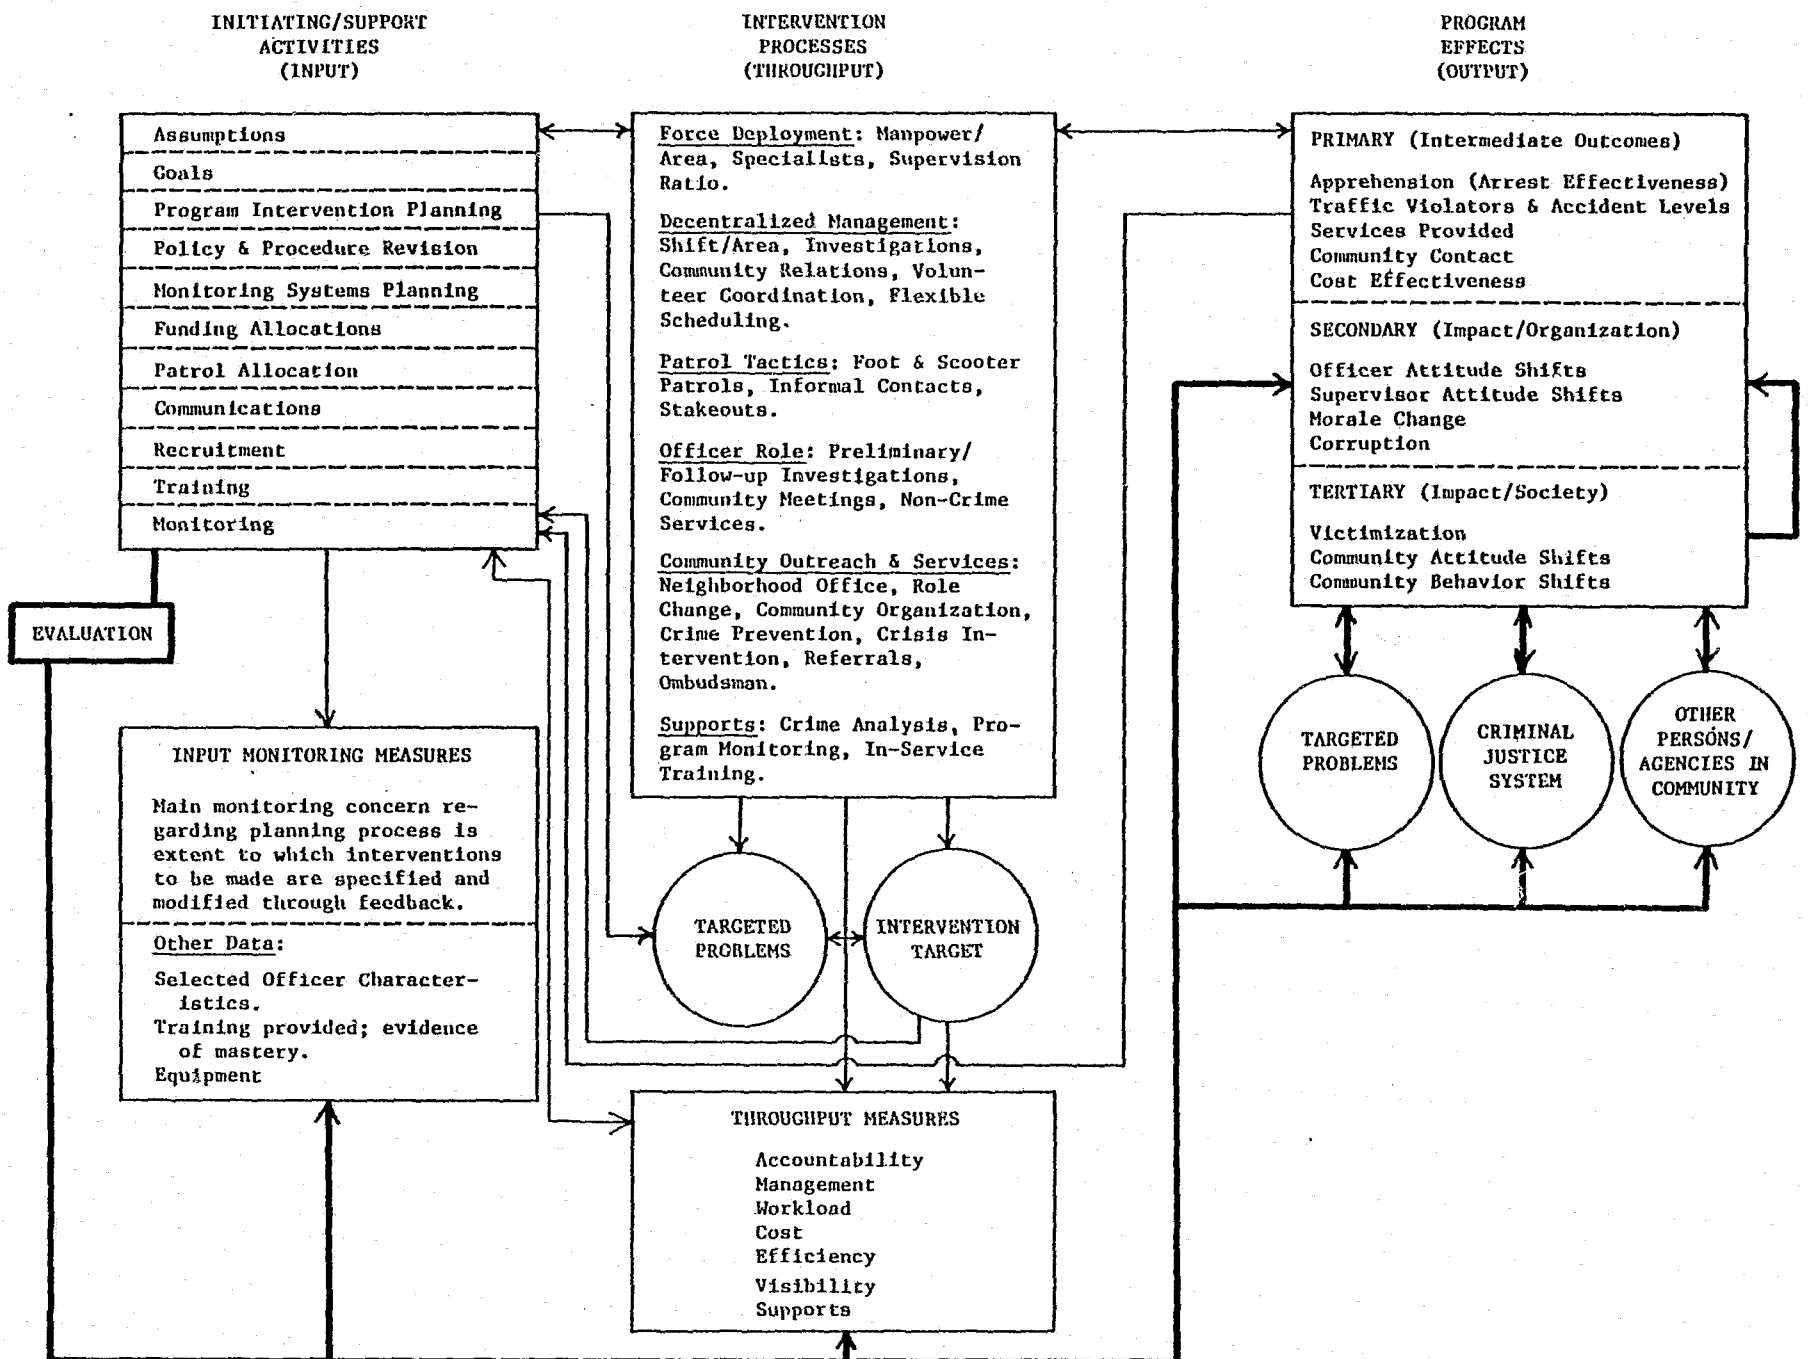 INITIATING/SUPPORT
ACTIVITIES
(INPUT)
Assumptions
Goals
Program Intervention Planning
Policy & Procedure Revision
Monitoring Systems Planning
Funding Allocations
Patrol Allocation
Communications
Recruitment
Training
Monitoring
EVALUATION
INPUT MONITORING MEASURES
Main monitoring concern re-
garding planning process is
extent to which interventions
to be made are specified and
modified through feedback.
Other Data:
Selected Officer Character-
istics.
Training provided; evidence
of mastery.
Equipment
INTERVENTION
PROCESSES
(THROUGHPUT)
Force Deployment: Manpower/
Area, Specialists, Supervision
Ratio.
Decentralized Management:
Shift/Area, Investigations,
Community Relations, Volun-
teer Coordination, Flexible
Scheduling.
Patrol Tactics: Foot & Scooter
Patrols, Informal Contacts,
Stakeouts.
Officer Role: Preliminary/
Follow-up Investigations,
Community Meetings, Non-Crime
Services.
Community Outreach & Services:
Neighborhood Office, Role
Change, Community Organization,
Crime Prevention, Crisis In-
tervention, Referrals,
Ombudsman.
Supports: Crime Analysis, Pro-
gram Monitoring, In-Service
Training.
TARGETED
PROBLEMS
INTERVENTION
TARGET
THROUGHPUT MEASURES
Accountability
Management
Workload
Cost
Efficiency
Visibility
Supports
PROGRAM
EFFECTS
(OUTPUT)
PRIMARY (Intermediate Outcomes)
Apprehension (Arrest Effectiveness)
Traffic Violators & Accident Levels
Services Provided
Community Contact
Cost Effectiveness
SECONDARY (Impact/Organization)
Officer Attitude Shifts
Supervisor Attitude Shifts
Morale Change
Corruption
TERTIARY (Impact/Society)
Victimization
Community Attitude Shifts
Community Behavior Shifts
TARGETED
PROBLEMS
CRIMINAL
JUSTICE
SYSTEM
OTHER
PERSONS/
AGENCIES IN
COMMUNITY